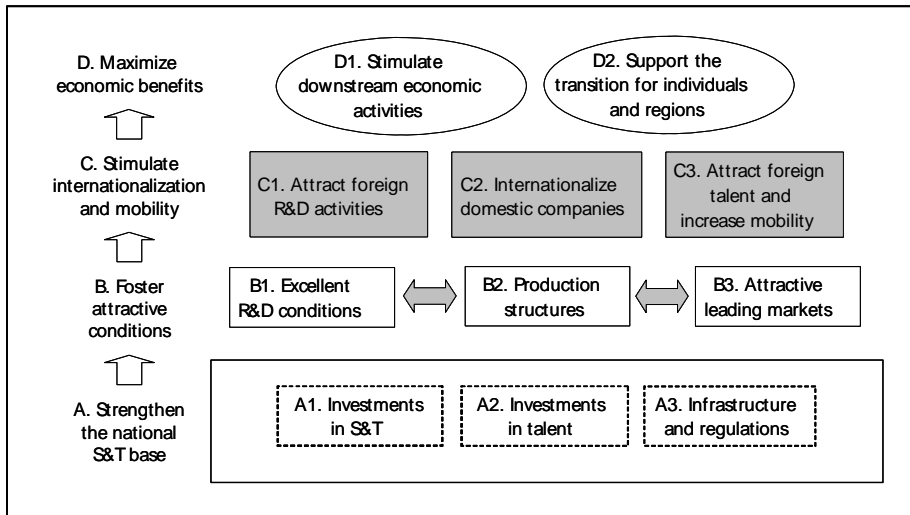 D. Maximize
economic benefits
D1. Stimulate
downstream economic
activities
D2. Support the
transition for individuals
and regions
C. Stimulate
internationalization
and mobility
C1. Attract foreign
R&D activities
C2. Internationalize
domestic companies
C3. Attract foreign
talent and
increase mobility
B. Foster
attractive
conditions
B1. Excellent
R&D conditions
B2. Production
structures
B3. Attractive
leading markets
A. Strengthen
the national
S&T base
A1. Investments
in S&T
A2. Investments
in talent
A3. Infrastructure
and regulations